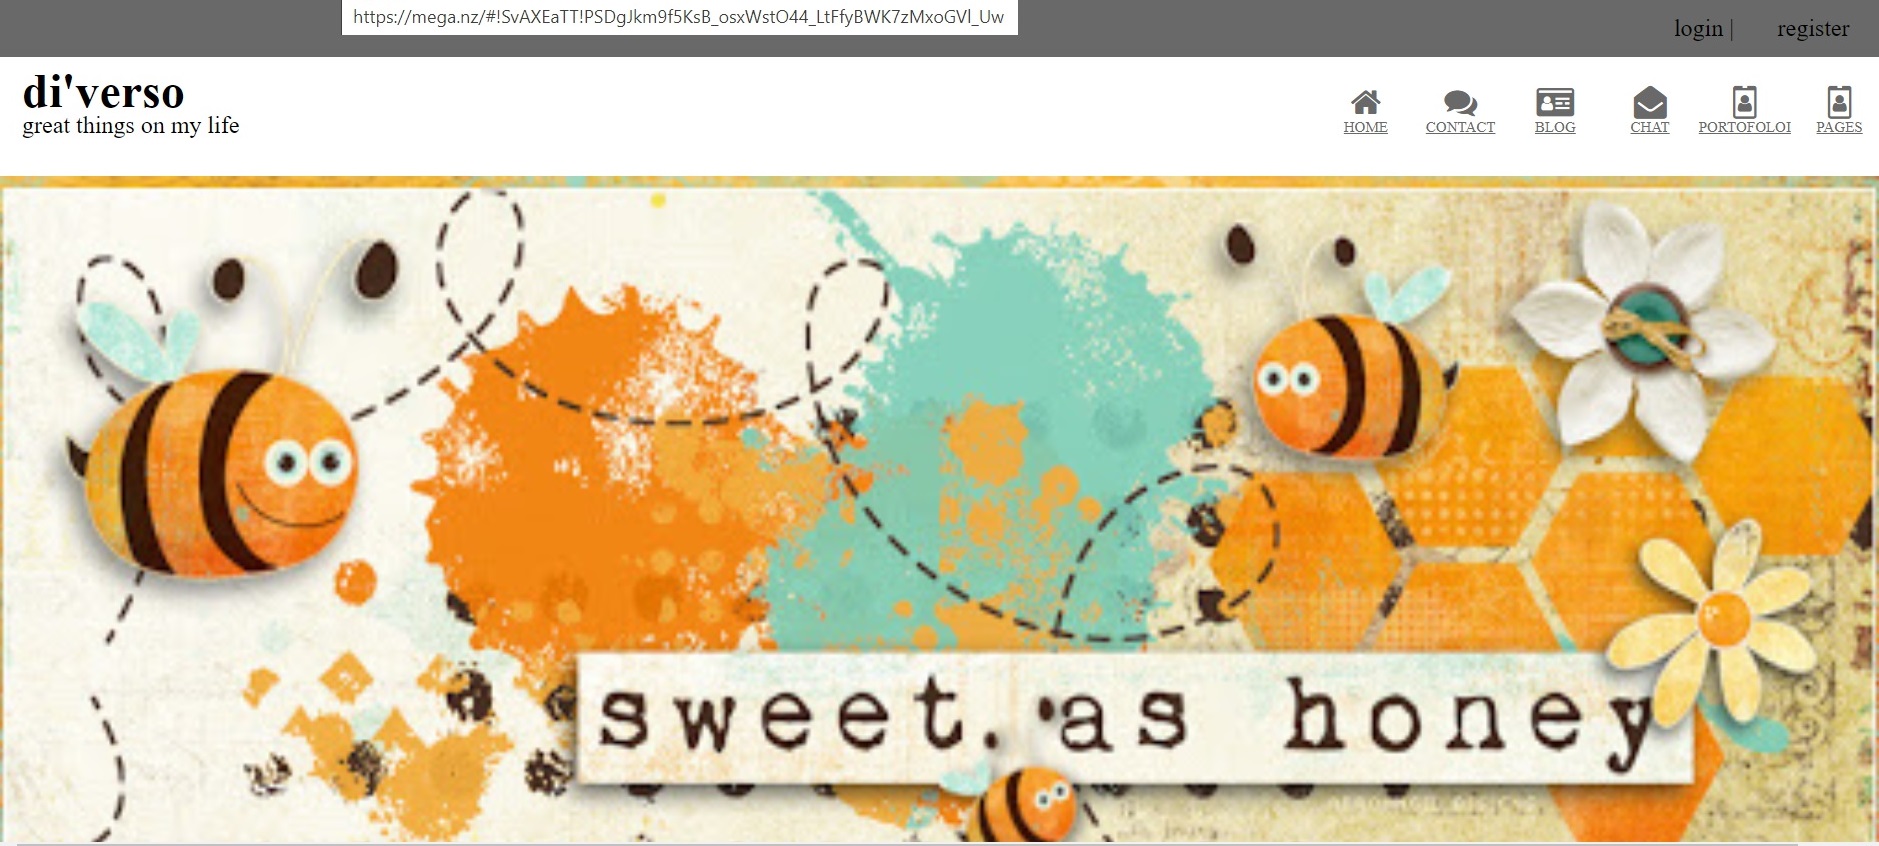 https://mega.nz/#!SvAXEaTT!PSDgJkm9f5KsB_osxWstO44_LtFfyBWK7zMxoGVl_Uw
login | register
di'verso
great things on my life
HOME CONTACT BLOG CHAT PORTOFOLOI PAGES
sweet. as honey